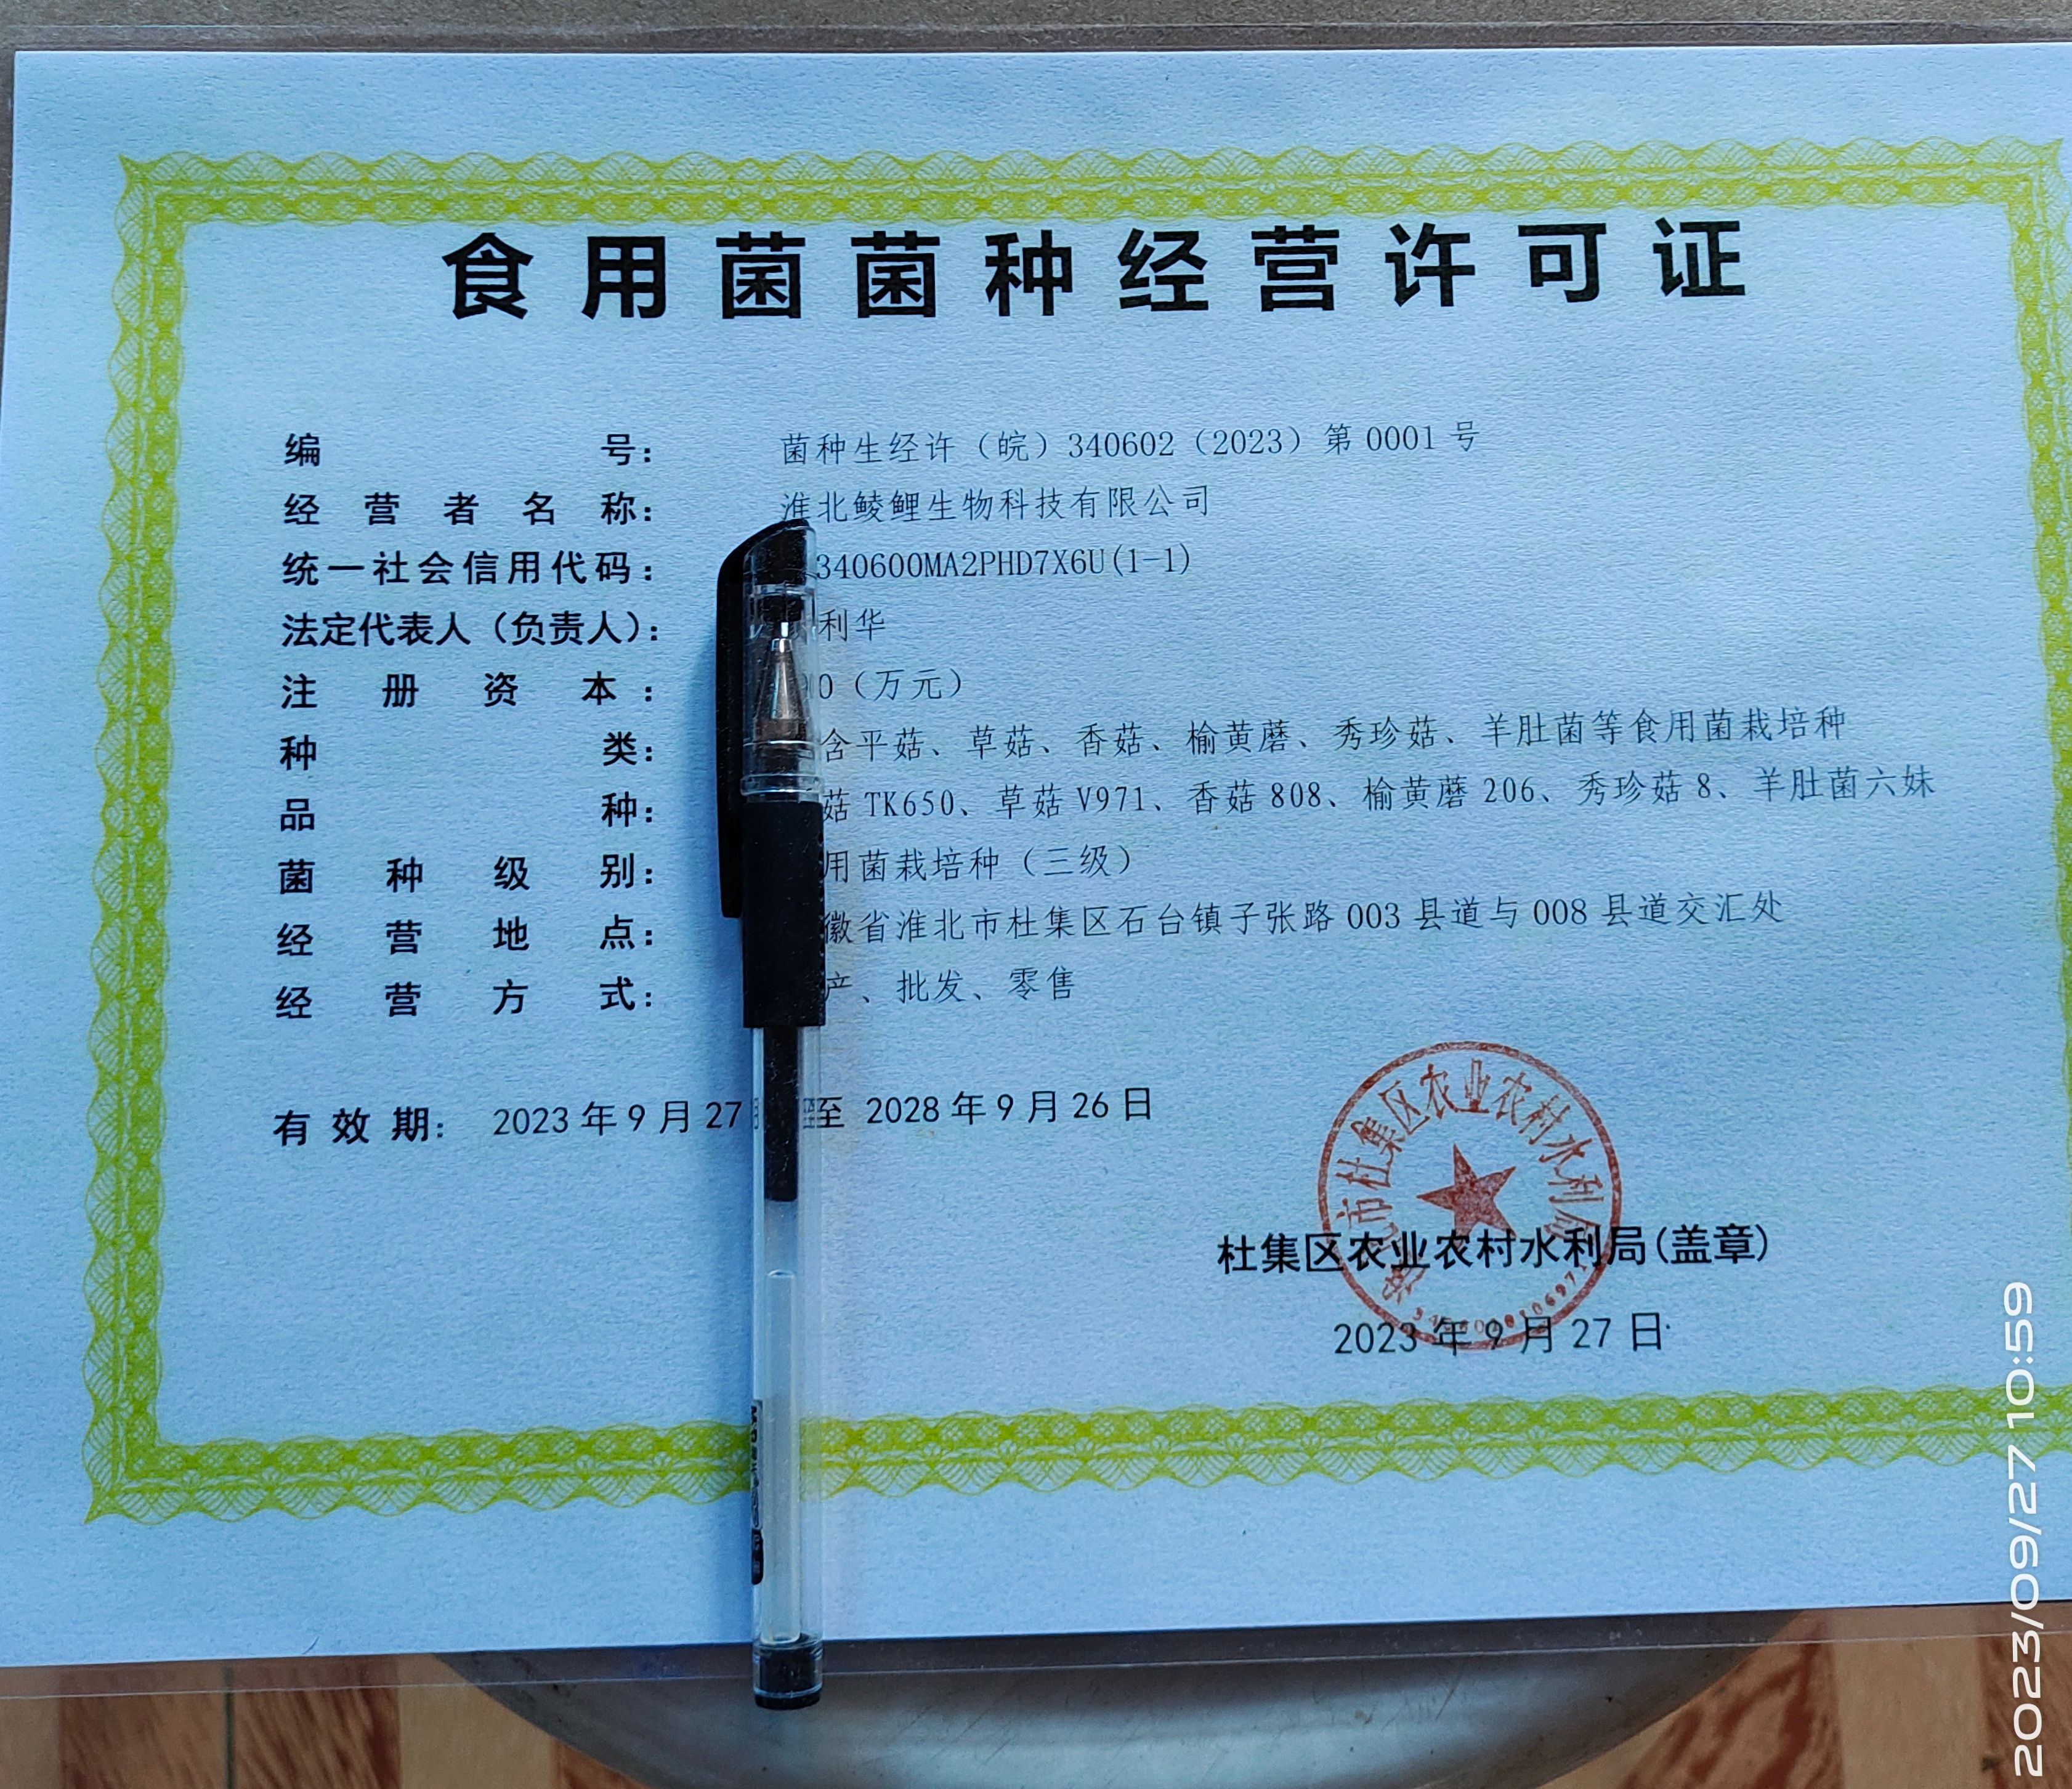 食用菌菌种经营许可证
编号： 菌种生经许（皖）340602（2023）第0001号
经营者名称： 淮北鲮鲤生物科技有限公司
统一社会信用代码： 340600MA2PHD7X6U(1-1)
法定代表人（负责人）： 利华
注册资本： 0（万元）
种类： 含平菇、草菇、香菇、榆黄蘑、秀珍菇、羊肚菌等食用菌栽培种
品种： 菇TK650、草菇V971、香菇808、榆黄蘑206、秀珍菇8、羊肚菌六妹
菌种级别： 用菌栽培种（三级）
经营地点： 徽省淮北市杜集区石台镇子张路003县道与008县道交汇处
经营方式： 产、批发、零售
有效期： 2023年9月27 至 2028年9月26日
市杜集区农业农村水利局
杜集区农业农村水利局(盖章)
2023年9月27日
2023/09/27 10:59